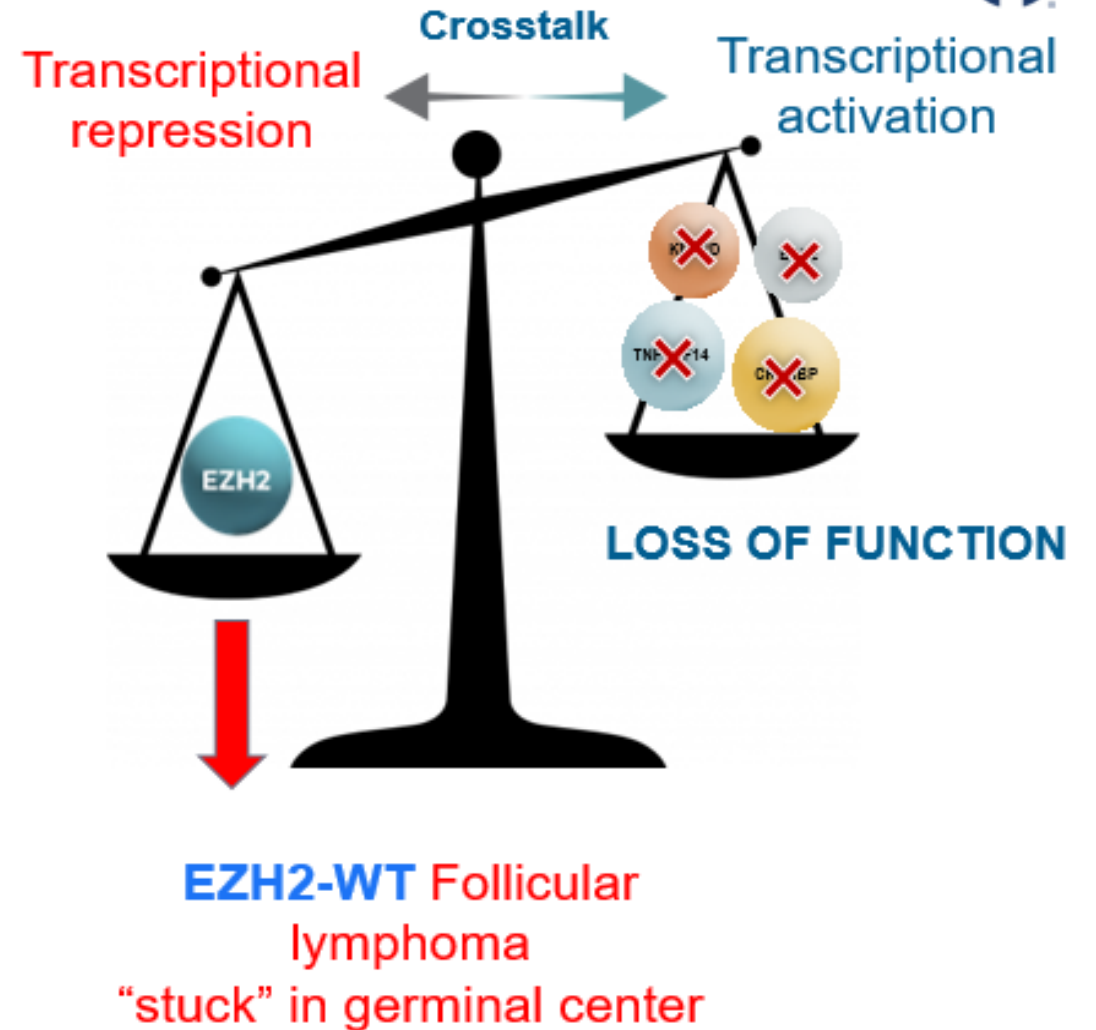 Crosstalk
Transcriptional
repression
Transcriptional
activation
EZH2
LOSS OF FUNCTION
EZH2-WT Follicular
lymphoma
“stuck” in germinal center